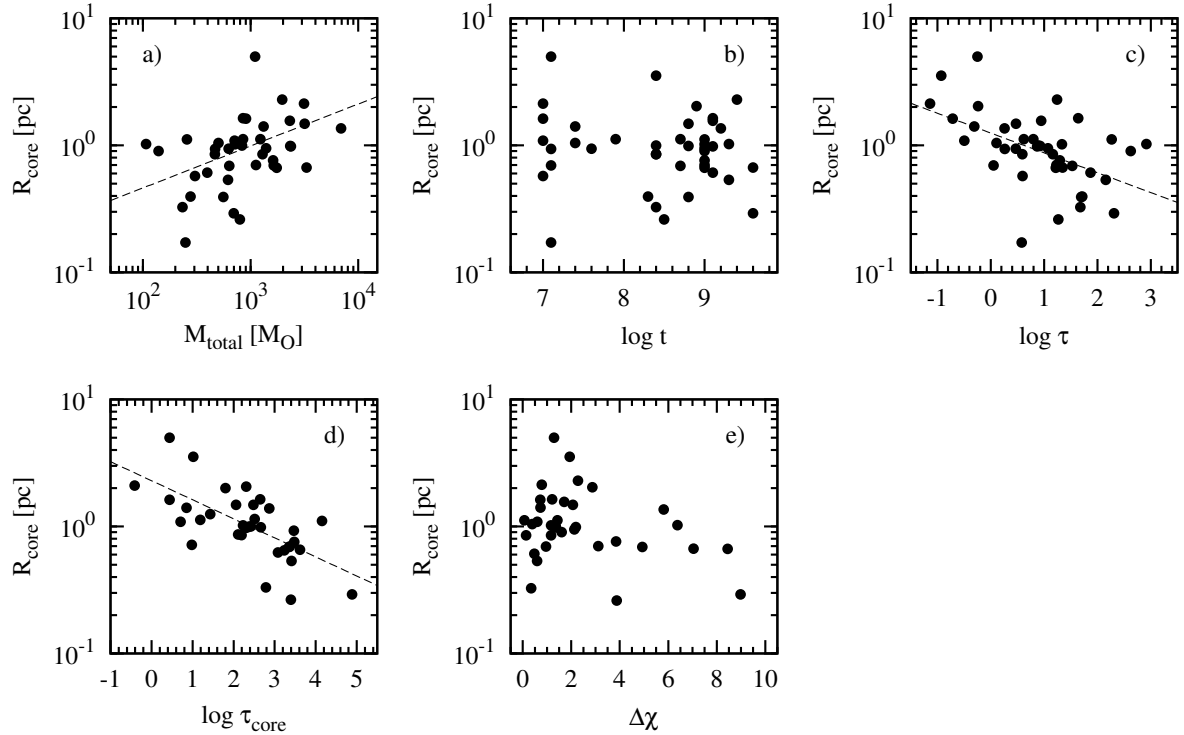 10^1
10^0
10^-1
R_core [pc]
a)
10^2 10^3 10^4
M_total [M_O]
10^1
10^0
10^-1
R_core [pc]
b)
7 8 9
log t
10^1
10^0
10^-1
R_core [pc]
c)
-1 0 1 2 3
log τ
10^1
10^0
10^-1
R_core [pc]
d)
-1 0 1 2 3 4 5
log τ_core
10^1
10^0
10^-1
R_core [pc]
e)
0 2 4 6 8 10
Δχ